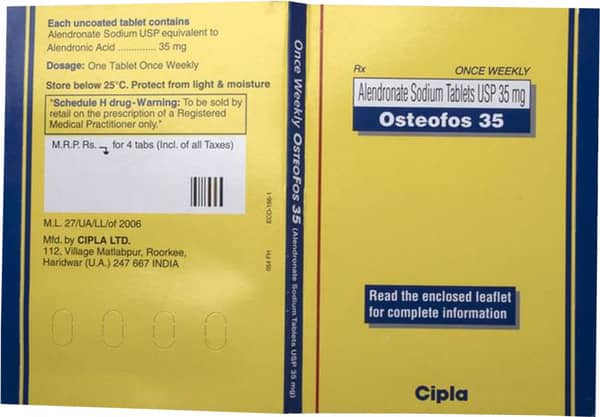 Each uncoated tablet contains
Alendronate Sodium USP equivalent to
Alendronic Acid .............. 35 mg
Dosage: One Tablet Once Weekly
Store below 25°C. Protect from light & moisture
"Schedule H drug-Warning: To be sold by
retail on the prescription of a Registered
Medical Practitioner only."
M.R.P. Rs. for 4 tabs (Incl. of all Taxes)
M.L. 27/UA/LL/of 2006
Mfd. by CIPLA LTD.
112, Village Matlabpur, Roorkee,
Haridwar (U.A.) 247 667 INDIA
ECO-166-1
054 FH
Once Weekly OSTEOFOS 35 (Alendronate Sodium Tablets USP 35 mg)
Rx ONCE WEEKLY
Alendronate Sodium Tablets USP 35 mg
Osteofos 35
Read the enclosed leaflet
for complete information
Cipla